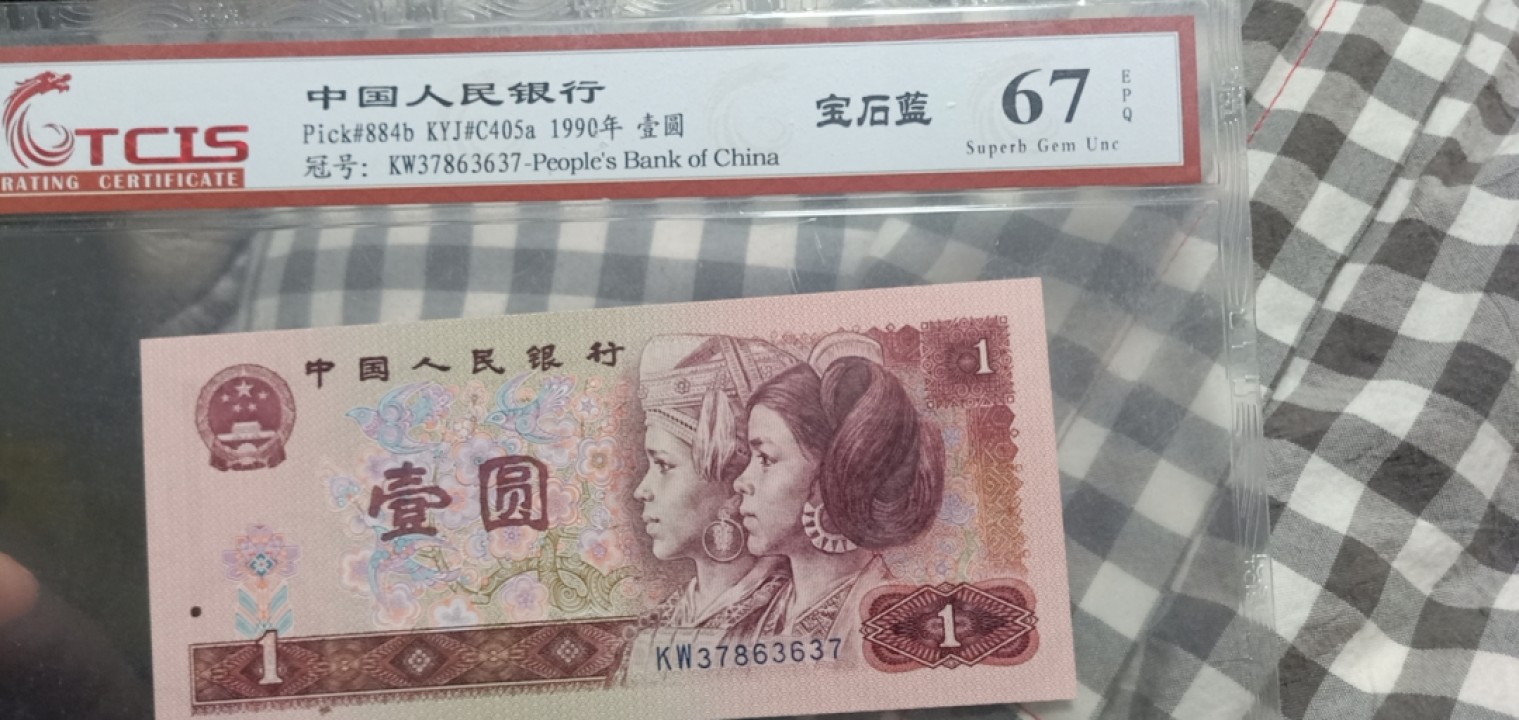 TCIS
RATING CERTIFICATE
中国人民银行
Pick#884b KYJ#C405a 1990年 壹圆
冠号: KW37863637-People's Bank of China
宝石蓝
67
EPQ
Superb Gem Unc
中国人民银行
1
壹圆
1
KW37863637
1